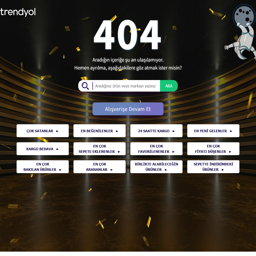 trendyol
404
Aradığın içeriğe şu an ulaşılamıyor.
Hemen ayrılma, aşağıdakilere göz atmak ister misin?
Aradığınız ürün veya markayı yazınız
ARA
Alışverişe Devam Et
ÇOK SATANLAR
EN BEĞENİLENLER
24 SAATTE KARGO
EN YENİ GELENLER
KARGO BEDAVA
EN ÇOK
SEPETE EKLENENLER
EN ÇOK
FAVORİLENENLER
EN ÇOK
FİYATI DÜŞENLER
EN ÇOK
BAKILAN ÜRÜNLER
EN ÇOK
ARANANLAR
BİRLİKTE ALABİLECEĞİN
ÜRÜNLER
SEPETTE İNDİRİMDEKİ
ÜRÜNLER